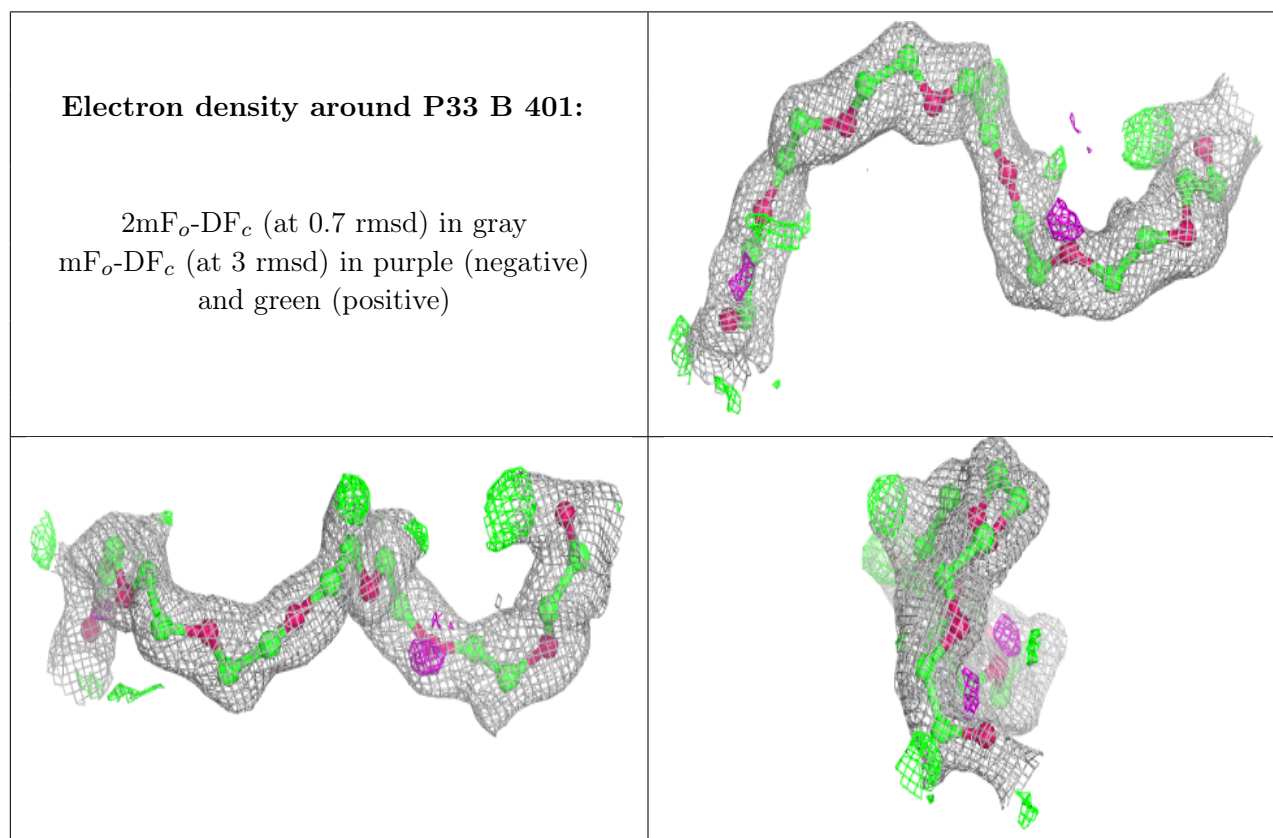 Electron density around P33 B 401:
2mFo-DFc (at 0.7 rmsd) in gray
mFo-DFc (at 3 rmsd) in purple (negative)
and green (positive)